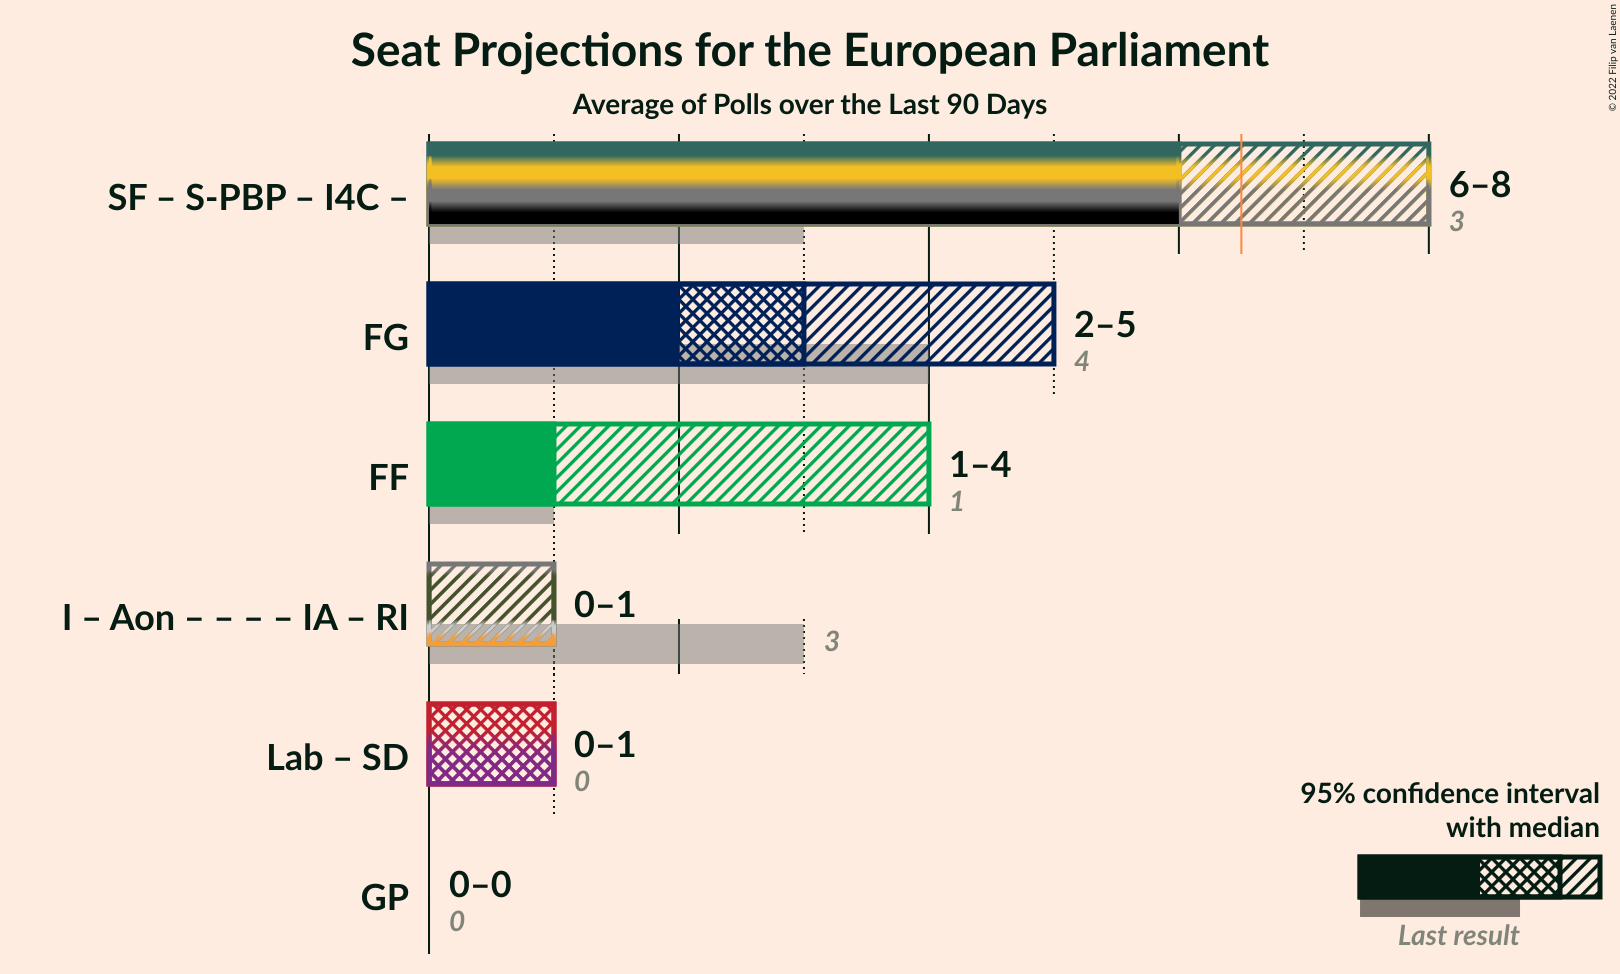 Seat Projections for the European Parliament
Average of Polls over the Last 90 Days
© 2022 Filip van Laenen
SF – S-PBP – I4C –
6–8
3
FG
2–5
4
FF
1–4
1
I – Aon – – – – IA – RI
0–1
3
Lab – SD
0–1
0
GP
0–0
0
95% confidence interval
with median
Last result